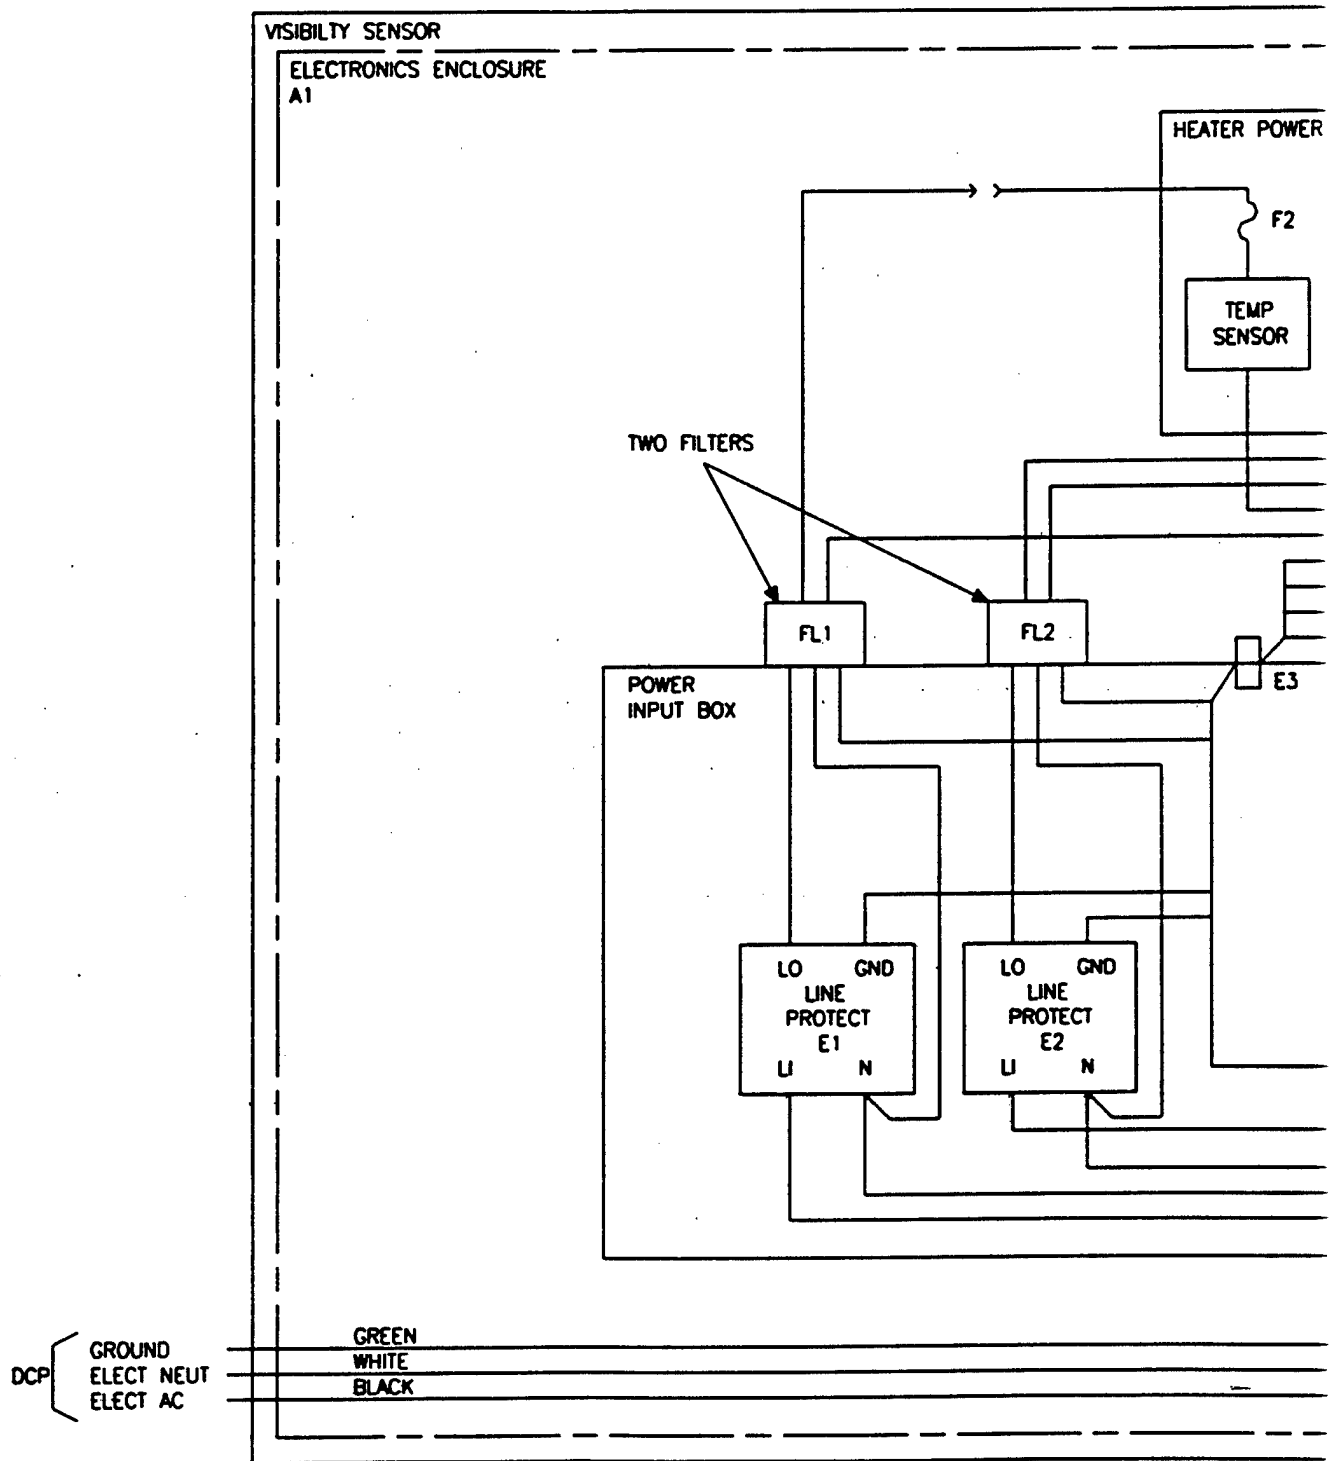 VISIBILTY SENSOR
ELECTRONICS ENCLOSURE
A1
HEATER POWER
F2
TEMP
SENSOR
TWO FILTERS
FL1
FL2
E3
POWER
INPUT BOX
LO GND
LINE
PROTECT
E1
LI N
LO GND
LINE
PROTECT
E2
LI N
GREEN
WHITE
BLACK
DCP
GROUND
ELECT NEUT
ELECT AC